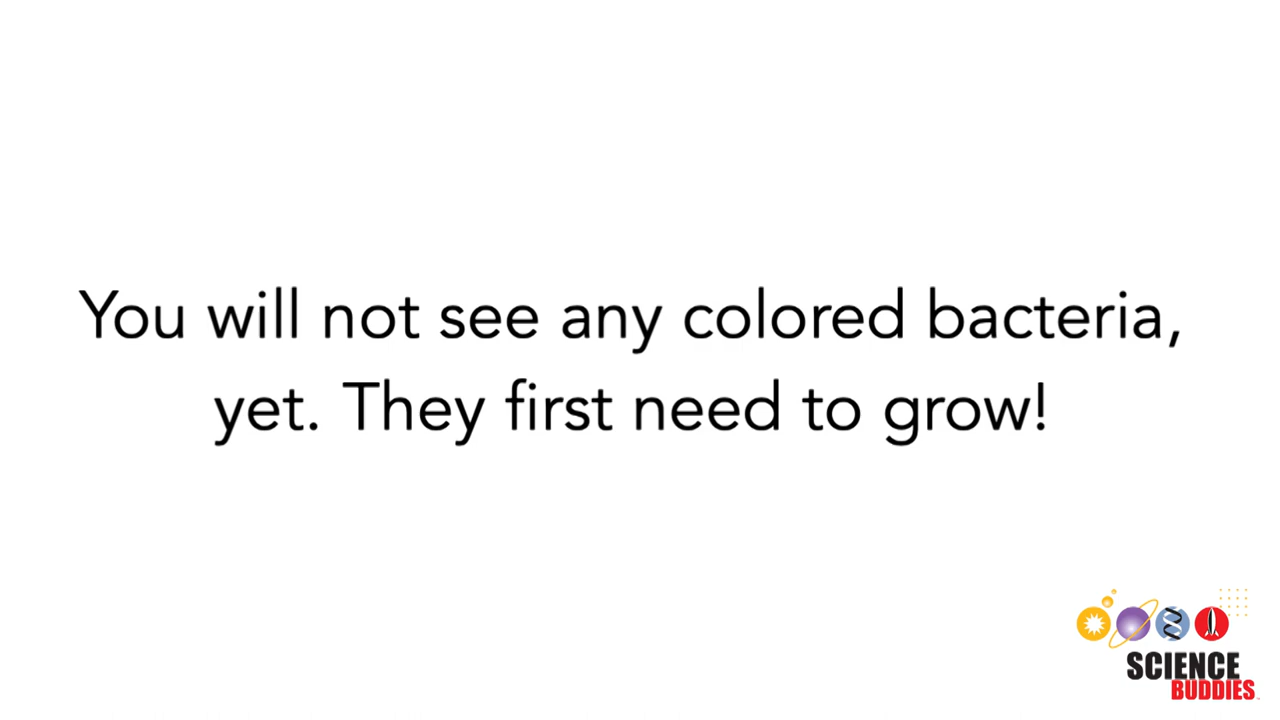 You will not see any colored bacteria,
yet. They first need to grow!
SCIENCE
BUDDIES